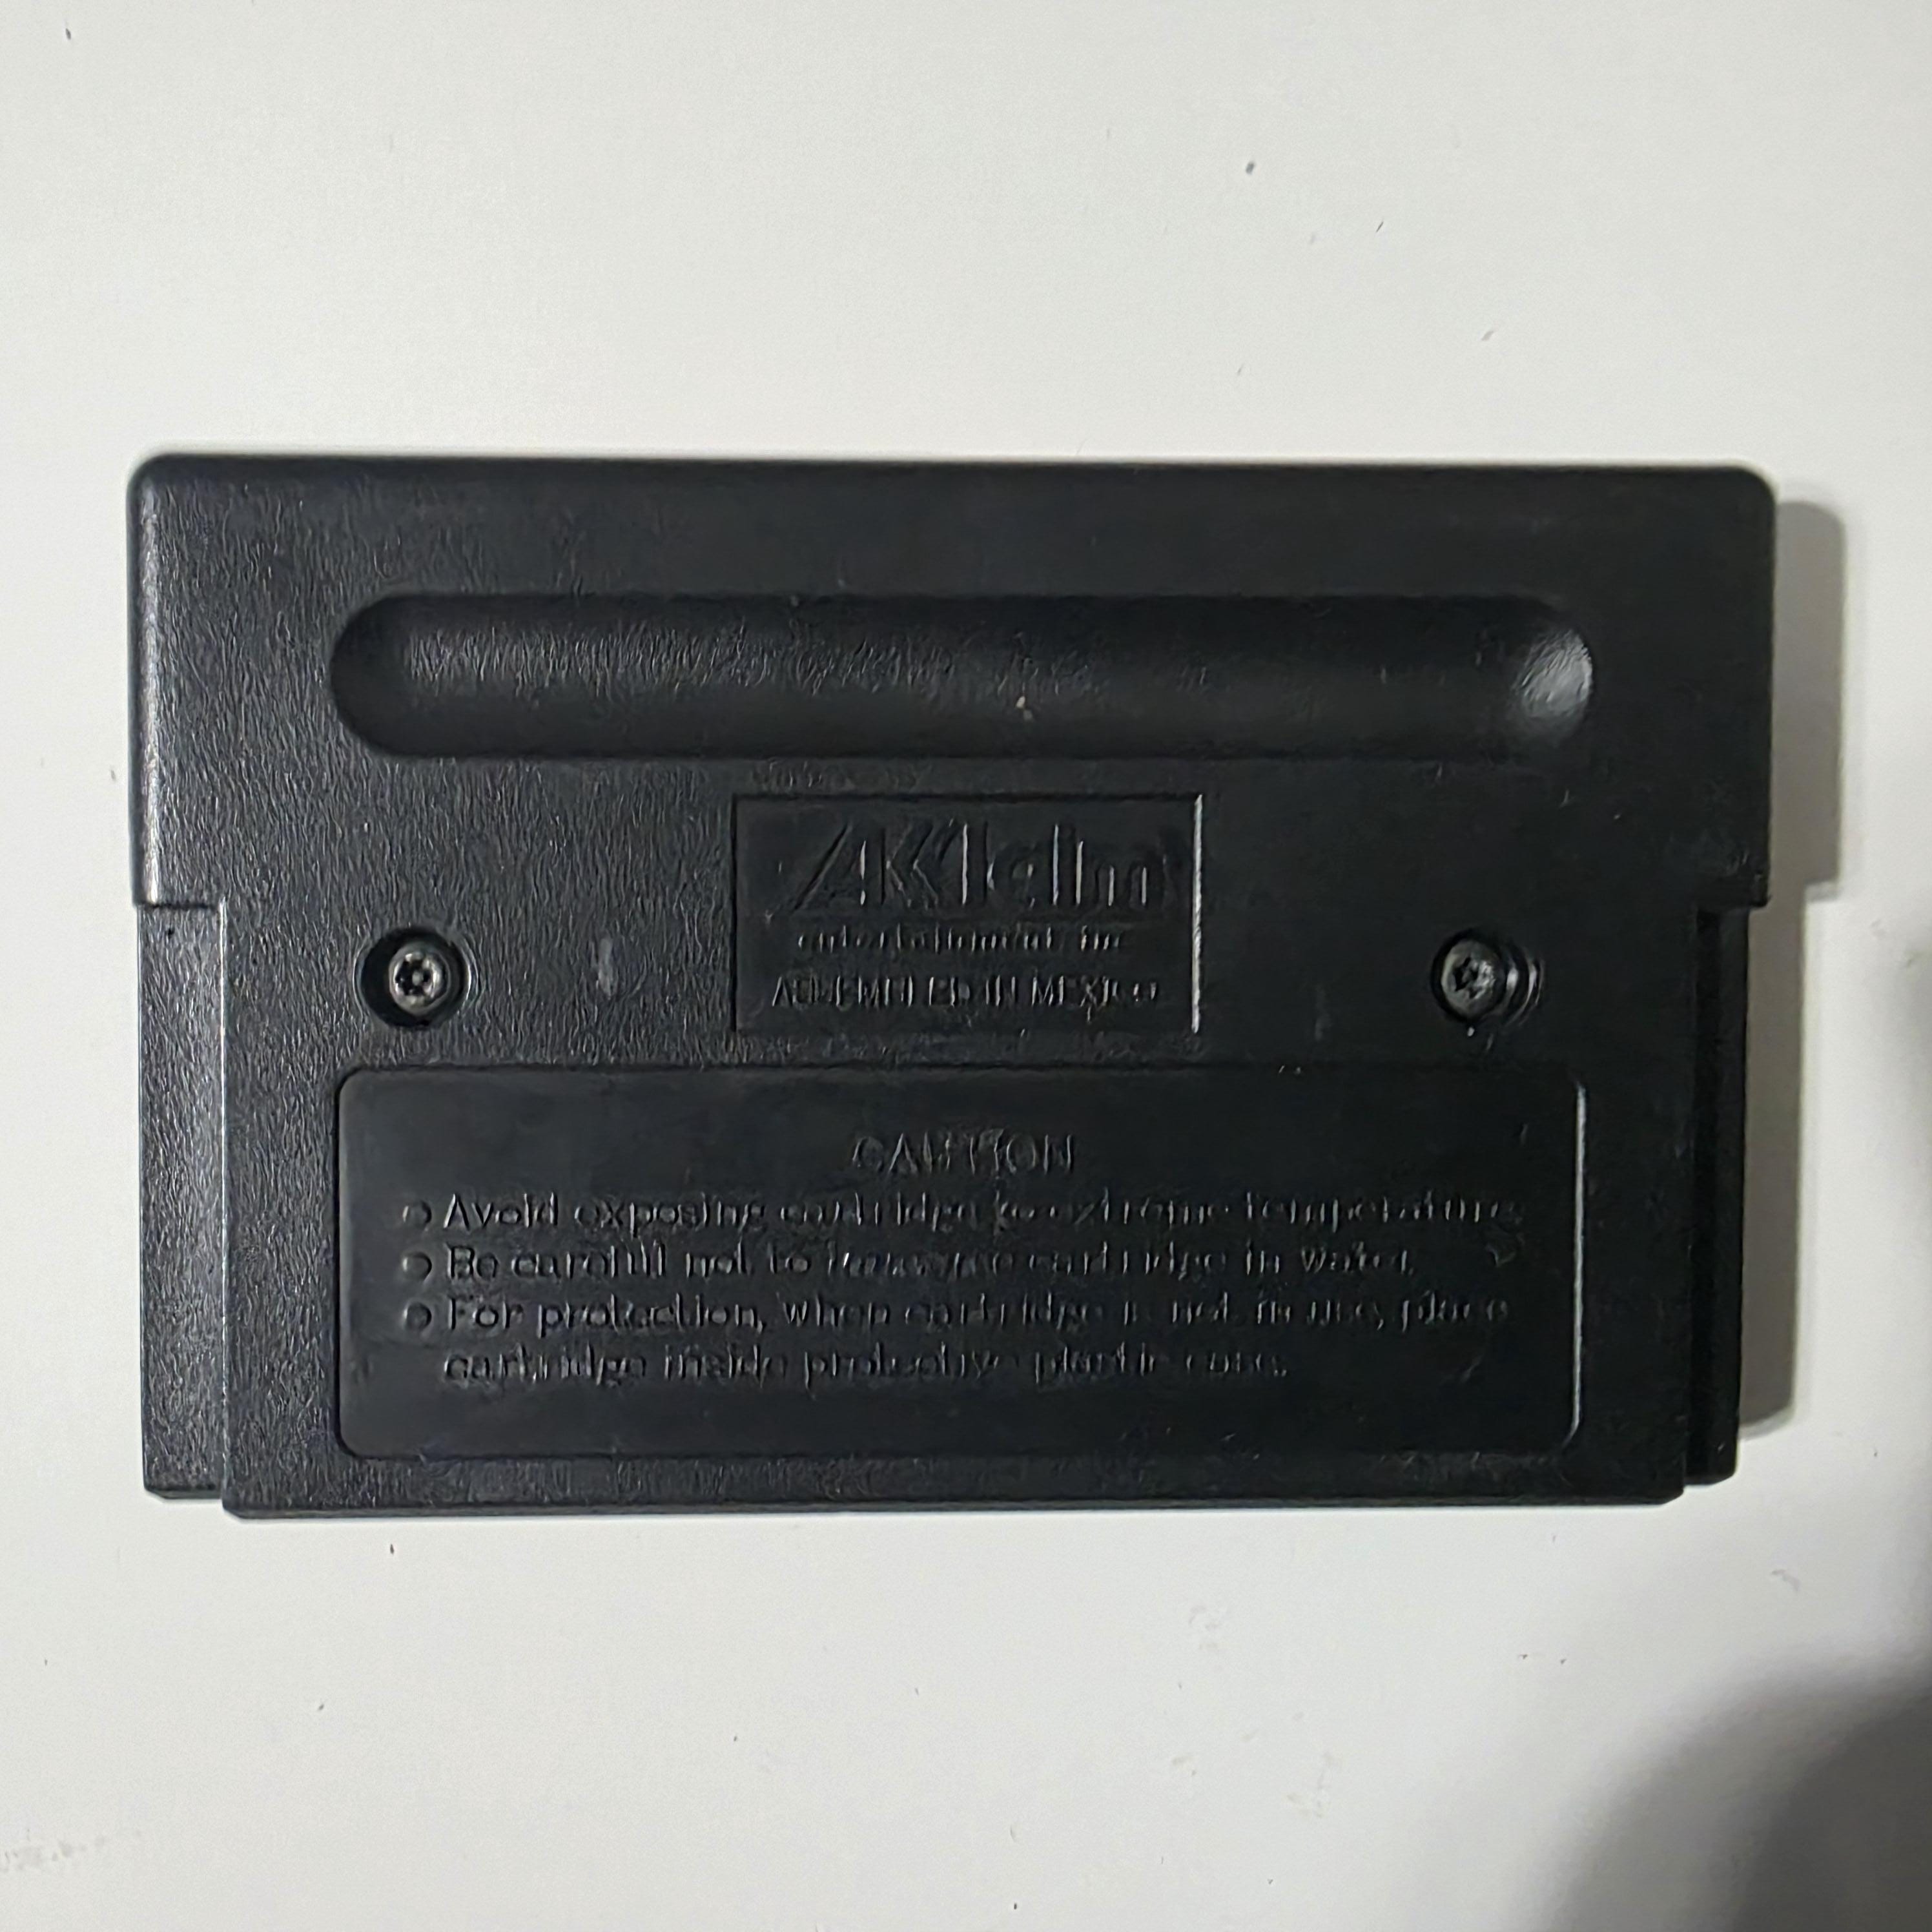 AKKlaim
entertainment inc
ASSEMBLED IN MEXICO
CAUTION
Avoid exposing cartridge to extreme temperature.
Be careful not to immerse cartridge in water.
For protection, when cartridge is not in use, place
cartridge inside protective plastic case.